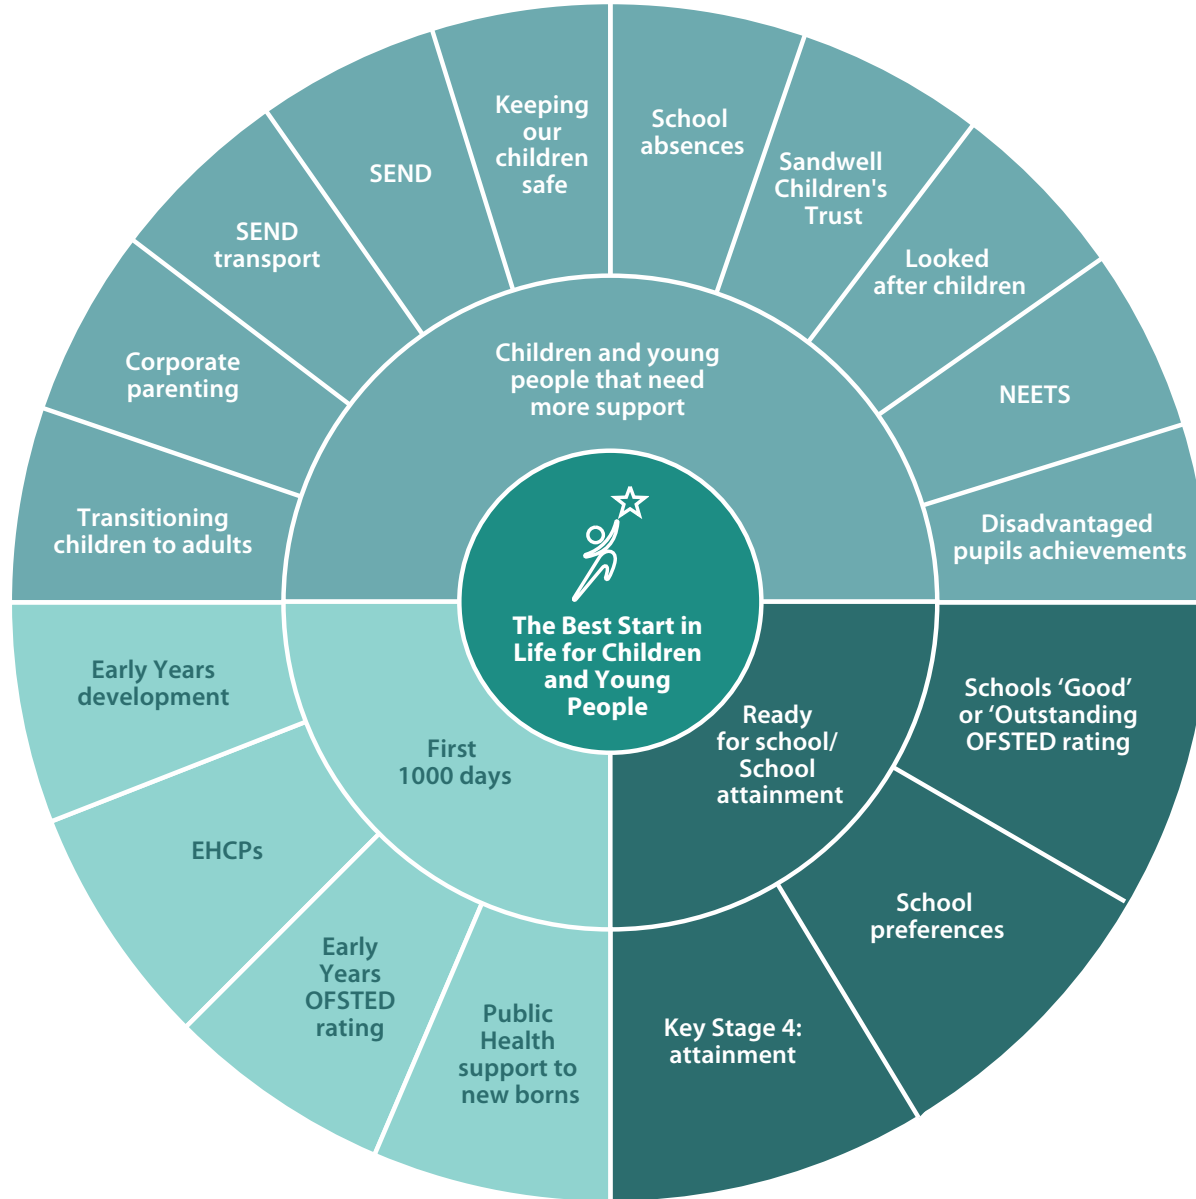 Keeping
our
children
safe
School
absences
Sandwell
Children's
Trust
Looked
after children
NEETS
Disadvantaged
pupils achievements
SEND
SEND
transport
Corporate
parenting
Transitioning
children to adults
Children and young
people that need
more support
The Best Start in
Life for Children
and Young
People
Ready
for school/
School
attainment
Schools ‘Good’
or ‘Outstanding
OFSTED rating
School
preferences
Key Stage 4:
attainment
First
1000 days
Early Years
development
EHCPs
Early
Years
OFSTED
rating
Public
Health
support to
new borns